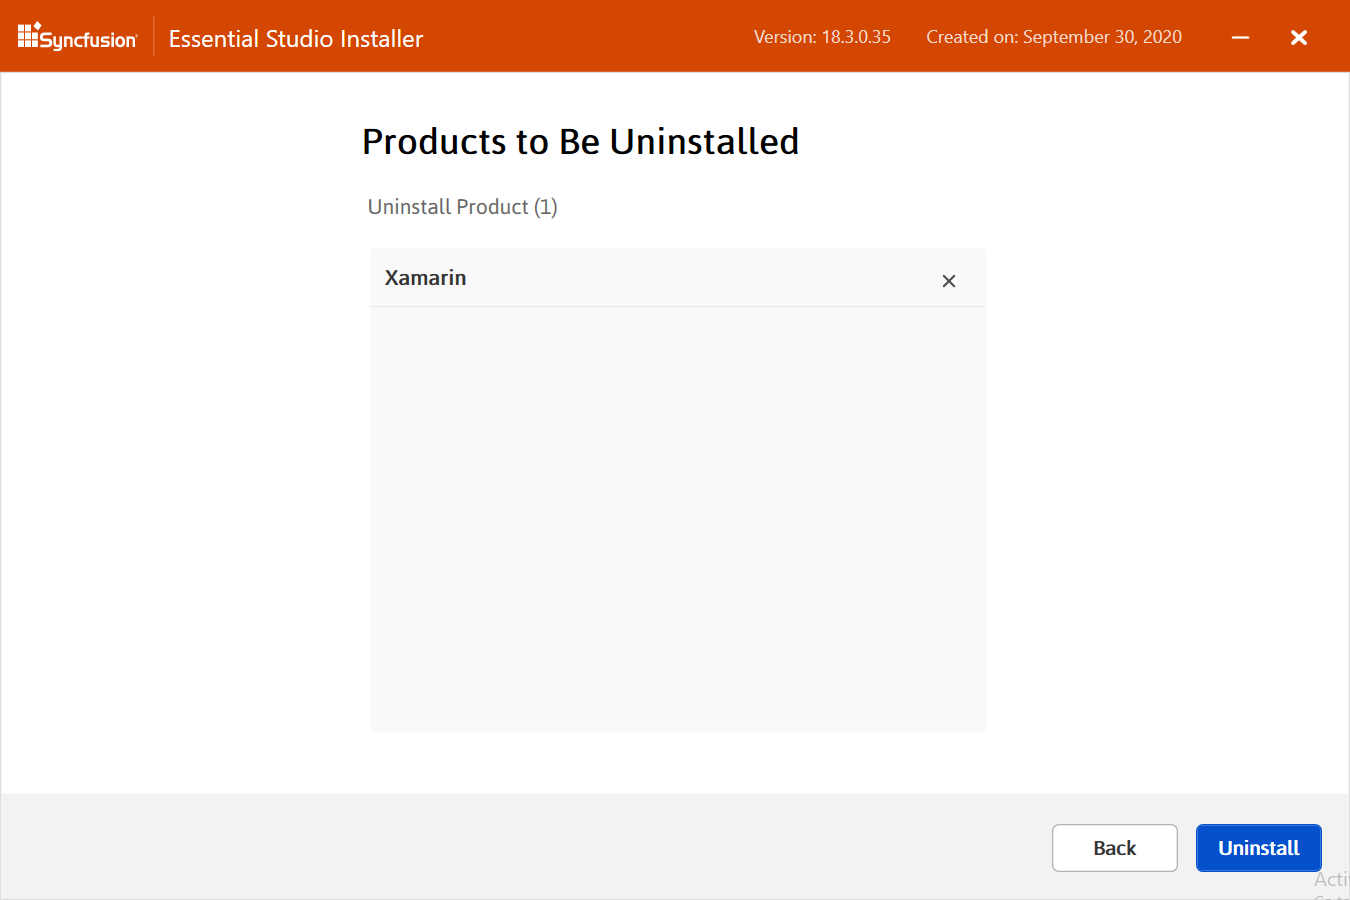 Syncfusion Essential Studio Installer Version: 18.3.0.35 Created on: September 30, 2020
Products to Be Uninstalled
Uninstall Product (1)
Xamarin
Back Uninstall